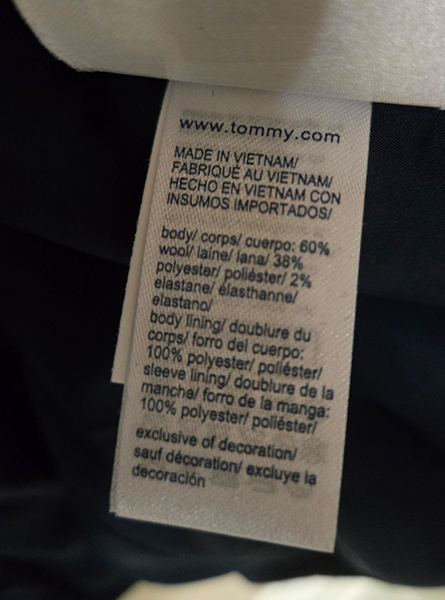 www.tommy.com
MADE IN VIETNAM/
FABRIQUÉ AU VIETNAM/
HECHO EN VIETNAM CON
INSUMOS IMPORTADOS/
body/ corps/ cuerpo: 60%
wool/ laine/ lana/ 38%
polyester/ poliéster/ 2%
elastane/ élasthanne/
elastano/
body lining/ doublure du
corps/ forro del cuerpo:
100% polyester/ poliéster/
sleeve lining/ doublure de la
manche/ forro de la manga:
100% polyester/ poliéster/
exclusive of decoration/
sauf décoration/ excluye la
decoración